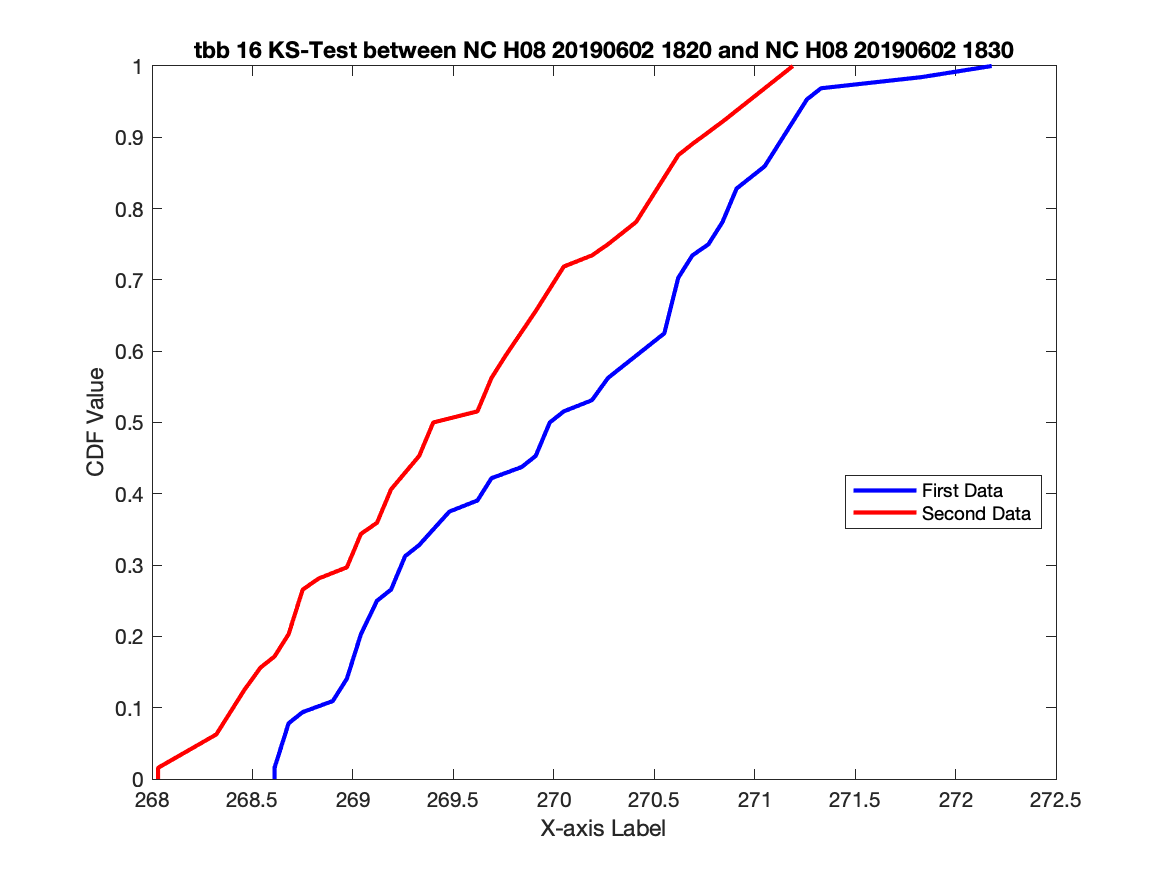 tbb 16 KS-Test between NC H08 20190602 1820 and NC H08 20190602 1830
1
0.9
0.8
0.7
0.6
0.5
0.4
0.3
0.2
0.1
0
CDF Value
First Data
Second Data
268 268.5 269 269.5 270 270.5 271 271.5 272 272.5
X-axis Label